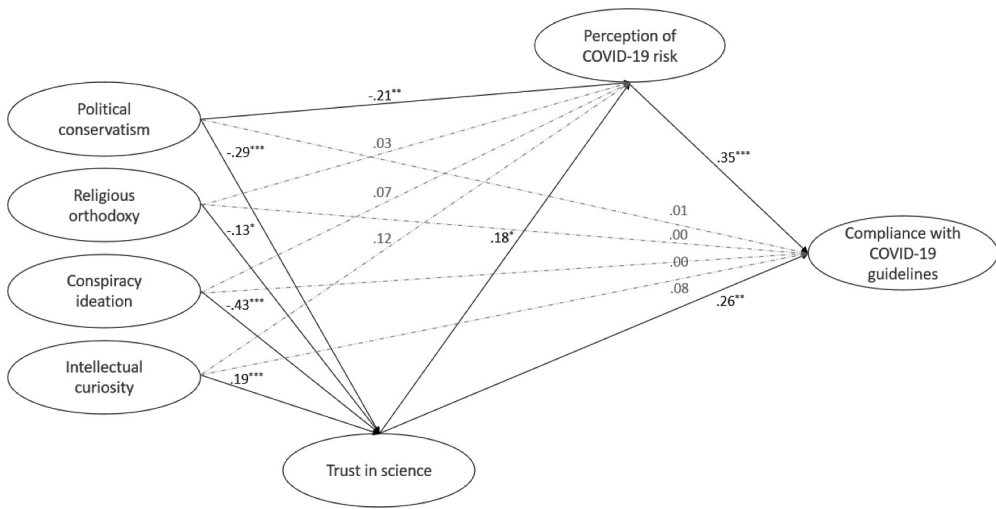 Perception of
COVID-19 risk
Political
conservatism
-.21**
-.29***
.03
.35***
Religious
orthodoxy
.07
-.13*
.12
.18*
.01
.00
.00
.08
Compliance with
COVID-19
guidelines
Conspiracy
ideation
-.43***
.26**
Intellectual
curiosity
.19***
Trust in science